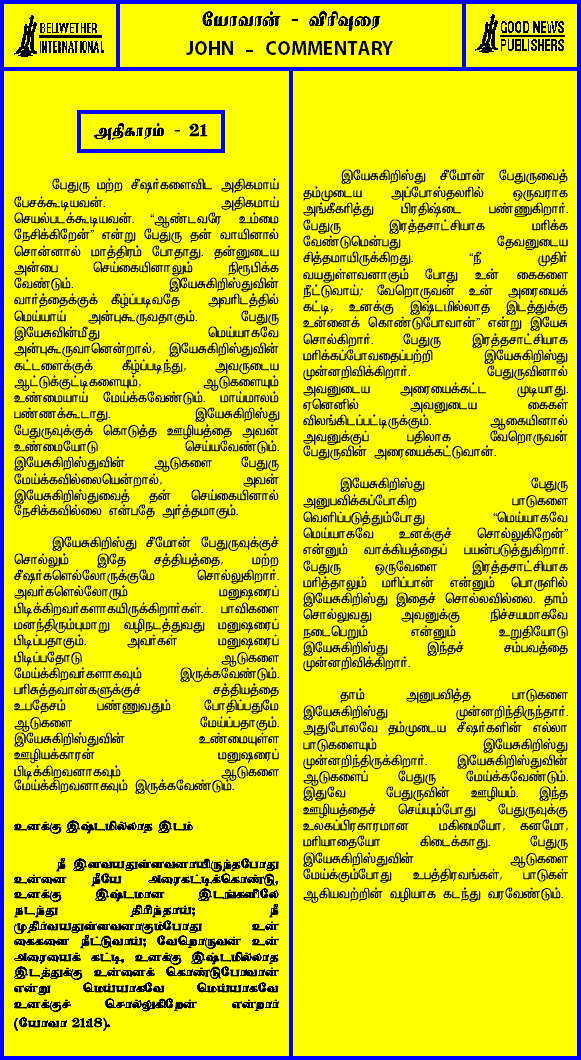 BELWETHER
INTERNATIONAL
யோவான் - விரிவுரை
JOHN - COMMENTARY
GOOD NEWS
PUBLISHERS
அதிகாரம் - 21
பேதுரு மற்ற சீஷர்களைவிட அதிகமாய்
பேசக்கூடியவன். அதிகமாய்
செயல்படக்கூடியவன். “ஆண்டவரே உம்மை
நேசிக்கிறேன்” என்று பேதுரு தன் வாயினால்
சொன்னால் மாத்திரம் போதாது. தன்னுடைய
அன்பை செய்கையினாலும் நிரூபிக்க
வேண்டும். இயேசுகிறிஸ்துவின்
வார்த்தைக்குக் கீழ்ப்படிவதே அவரிடத்தில்
மெய்யாய் அன்புகூருவதாகும். பேதுரு
இயேசுவின்மீது மெய்யாகவே
அன்புகூருவானென்றால், இயேசுகிறிஸ்துவின்
கட்டளைக்குக் கீழ்ப்படிந்து, அவருடைய
ஆட்டுக்குட்டிகளையும், ஆடுகளையும்
உண்மையாய் மேய்க்கவேண்டும். மாய்மாலம்
பண்ணக்கூடாது. இயேசுகிறிஸ்து
பேதுருவுக்குக் கொடுத்த ஊழியத்தை அவன்
உண்மையோடு செய்யவேண்டும்.
இயேசுகிறிஸ்துவின் ஆடுகளை பேதுரு
மேய்க்கவில்லையென்றால், அவன்
இயேசுகிறிஸ்துவைத் தன் செய்கையினால்
நேசிக்கவில்லை என்பதே அர்த்தமாகும்.
இயேசுகிறிஸ்து சீமோன் பேதுருவுக்குச்
சொல்லும் இதே சத்தியத்தை, மற்ற
சீஷர்களெல்லோருக்குமே சொல்லுகிறார்.
அவர்களெல்லோரும் மனுஷரைப்
பிடிக்கிறவர்களாகயிருக்கிறார்கள். பாவிகளை
மனந்திரும்புமாறு வழிநடத்துவது மனுஷரைப்
பிடிப்பதாகும். அவர்கள் மனுஷரைப்
பிடிப்பதோடு ஆடுகளை
மேய்க்கிறவர்களாகவும் இருக்கவேண்டும்.
பரிசுத்தவான்களுக்குச் சத்தியத்தை
உபதேசம் பண்ணுவதும் போதிப்பதுமே
ஆடுகளை மேய்ப்பதாகும்.
இயேசுகிறிஸ்துவின் உண்மையுள்ள
ஊழியக்காரன் மனுஷரைப்
பிடிக்கிறவனாகவும் ஆடுகளை
மேய்க்கிறவனாகவும் இருக்கவேண்டும்.
உனக்கு இஷ்டமில்லாத இடம்
நீ இளவயதுள்ளவனாயிருந்தபோது
உன்னை நீயே அரைகட்டிக்கொண்டு,
உனக்கு இஷ்டமான இடங்களிலே
நடந்து திரிந்தாய்; நீ
முதிர்வயதுள்ளவனாகும்போது உன்
கைகளை நீட்டுவாய்; வேறொருவன் உன்
அரையைக் கட்டி, உனக்கு இஷ்டமில்லாத
இடத்துக்கு உன்னைக் கொண்டுபோவான்
என்று மெய்யாகவே மெய்யாகவே
உனக்குச் சொல்லுகிறேன் என்றார்
(யோவா 21:18).
இயேசுகிறிஸ்து சீமோன் பேதுருவைத்
தம்முடைய அப்போஸ்தலரில் ஒருவராக
அங்கீகரித்து பிரதிஷ்டை பண்ணுகிறார்.
பேதுரு இரத்தசாட்சியாக மரிக்க
வேண்டுமென்பது தேவனுடைய
சித்தமாயிருக்கிறது. “நீ முதிர்
வயதுள்ளவனாகும் போது உன் கைகளை
நீட்டுவாய்; வேறொருவன் உன் அரையைக்
கட்டி, உனக்கு இஷ்டமில்லாத இடத்துக்கு
உன்னைக் கொண்டுபோவான்” என்று இயேசு
சொல்கிறார். பேதுரு இரத்தசாட்சியாக
மரிக்கப்போவதைப்பற்றி இயேசுகிறிஸ்து
முன்னறிவிக்கிறார். பேதுருவினால்
அவனுடைய அரையைக்கட்ட முடியாது.
ஏனெனில் அவனுடைய கைகள்
விலங்கிடப்பட்டிருக்கும். ஆகையினால்
அவனுக்குப் பதிலாக வேறொருவன்
பேதுருவின் அரையைக்கட்டுவான்.
இயேசுகிறிஸ்து பேதுரு
அனுபவிக்கப்போகிற பாடுகளை
வெளிப்படுத்தும்போது “மெய்யாகவே
மெய்யாகவே உனக்குச் சொல்லுகிறேன்”
என்னும் வாக்கியத்தைப் பயன்படுத்துகிறார்.
பேதுரு ஒருவேளை இரத்தசாட்சியாக
மரித்தாலும் மரிப்பான் என்னும் பொருளில்
இயேசுகிறிஸ்து இதைச் சொல்லவில்லை. தாம்
சொல்லுவது அவனுக்கு நிச்சயமாகவே
நடைபெறும் என்னும் உறுதியோடு
இயேசுகிறிஸ்து இந்தச் சம்பவத்தை
முன்னறிவிக்கிறார்.
தாம் அனுபவித்த பாடுகளை
இயேசுகிறிஸ்து முன்னறிந்திருந்தார்.
அதுபோலவே தம்முடைய சீஷர்களின் எல்லா
பாடுகளையும் இயேசுகிறிஸ்து
முன்னறிந்திருக்கிறார். இயேசுகிறிஸ்துவின்
ஆடுகளைப் பேதுரு மேய்க்கவேண்டும்.
இதுவே பேதுருவின் ஊழியம். இந்த
ஊழியத்தைச் செய்யும்போது பேதுருவுக்கு
உலகப்பிரகாரமான மகிமையோ, கனமோ,
மரியாதையோ கிடைக்காது. பேதுரு
இயேசுகிறிஸ்துவின் ஆடுகளை
மேய்க்கும்போது உபத்திரவங்கள், பாடுகள்
ஆகியவற்றின் வழியாக கடந்து வரவேண்டும்.